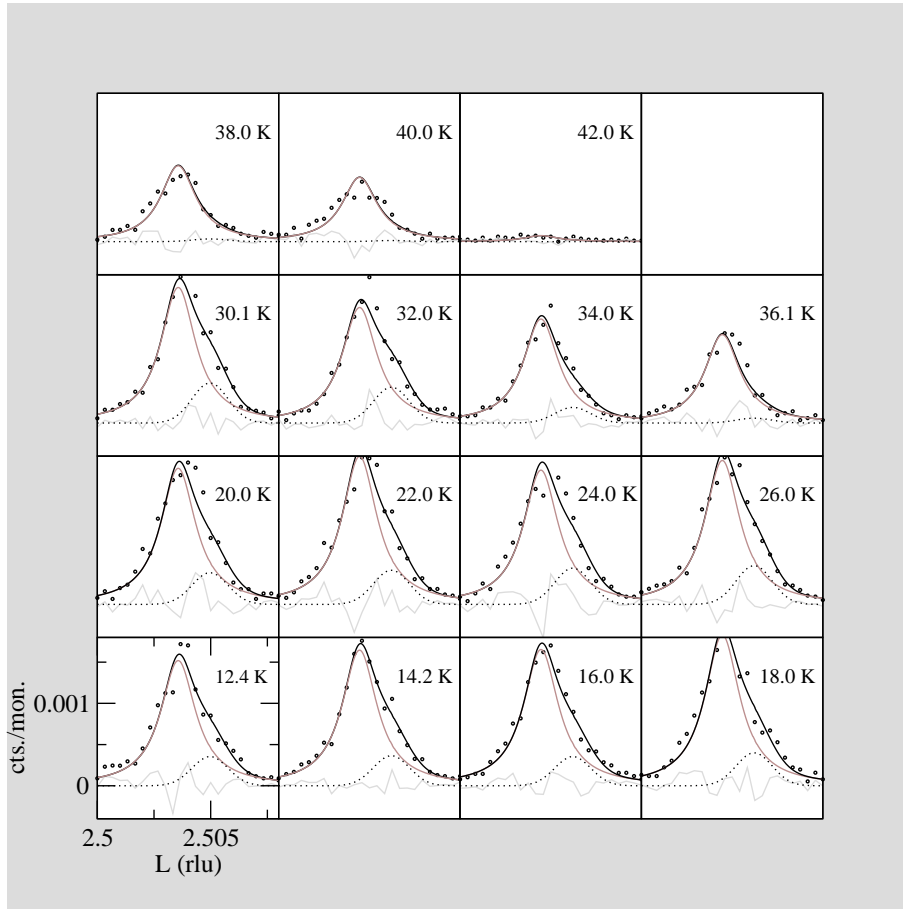 38.0 K
40.0 K
42.0 K
30.1 K
32.0 K
34.0 K
36.1 K
20.0 K
22.0 K
24.0 K
26.0 K
12.4 K
14.2 K
16.0 K
18.0 K
0.001
0
cts./mon.
2.5
2.505
L (rlu)